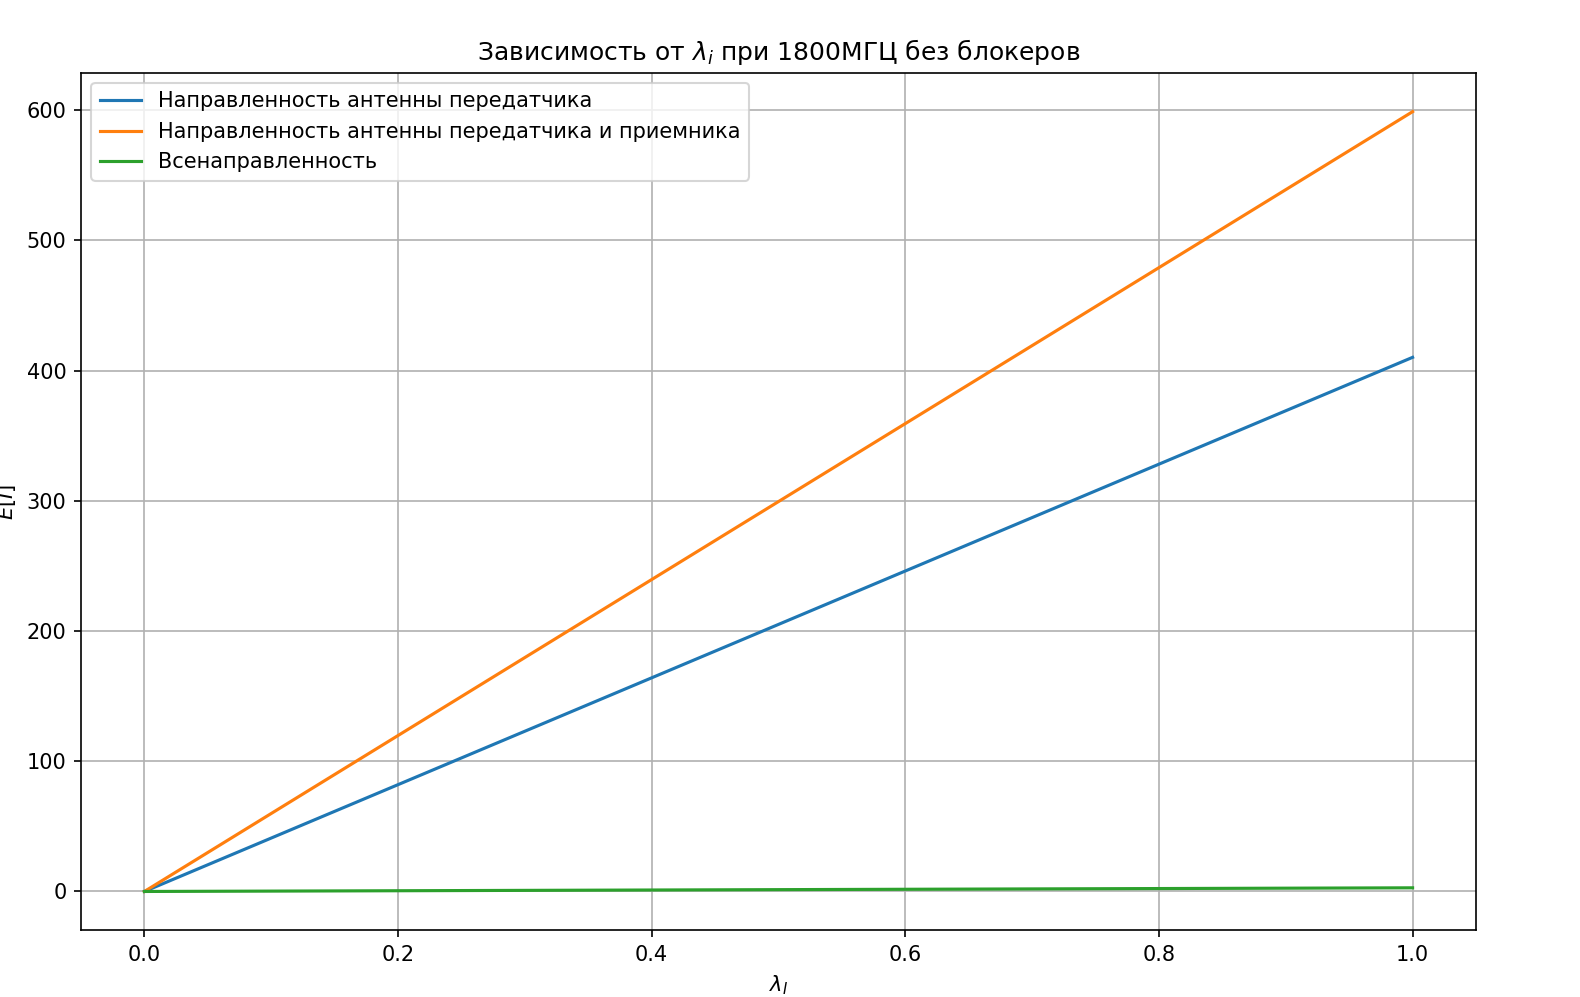 Зависимость от λi при 1800МГЦ без блокеров
Направленность антенны передатчика
Направленность антенны передатчика и приемника
Всенаправленность
600
500
400
300
200
100
0
E[I]
0.0 0.2 0.4 0.6 0.8 1.0
λI